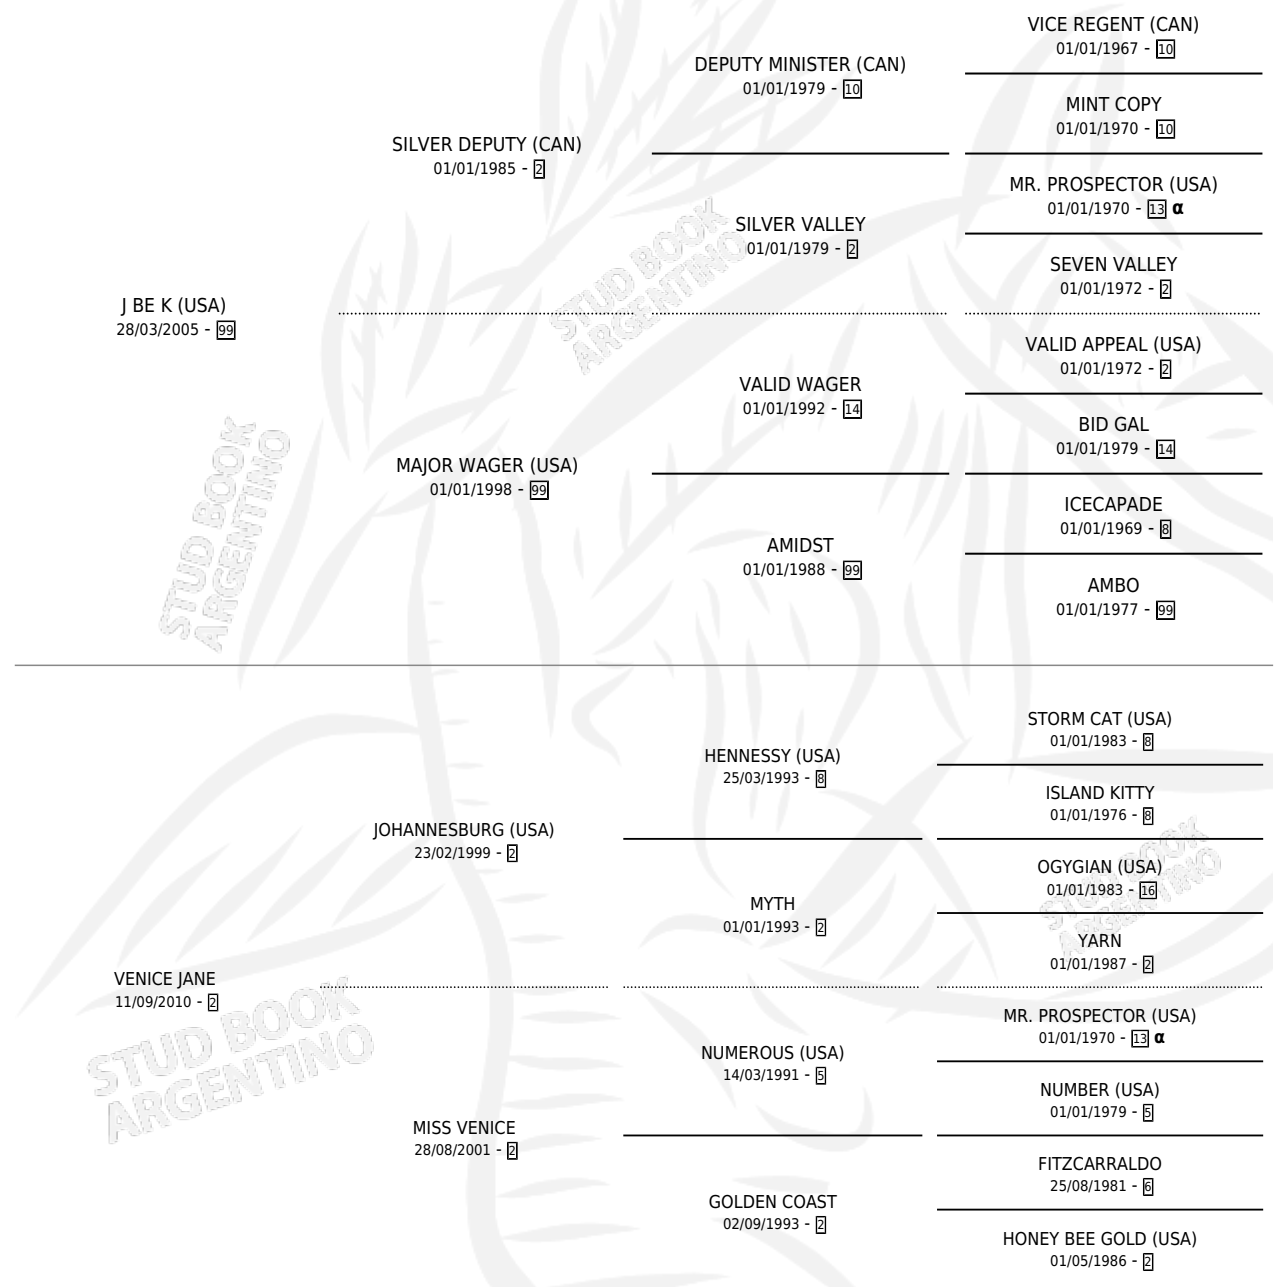 VICE REGENT (CAN)
01/01/1967 - 10
DEPUTY MINISTER (CAN)
01/01/1979 - 10
MINT COPY
01/01/1970 - 10
SILVER DEPUTY (CAN)
01/01/1985 - 2
MR. PROSPECTOR (USA)
01/01/1970 - 13 α
SILVER VALLEY
01/01/1979 - 2
SEVEN VALLEY
01/01/1972 - 2
STUD BOOK
ARGENTINO
J BE K (USA)
28/03/2005 - 99
VALID APPEAL (USA)
01/01/1972 - 2
VALID WAGER
01/01/1992 - 14
BID GAL
01/01/1979 - 14
MAJOR WAGER (USA)
01/01/1998 - 99
ICECAPADE
01/01/1969 - 8
AMIDST
01/01/1988 - 99
AMBO
01/01/1977 - 99
STUD BOOK
ARGENTINO
STORM CAT (USA)
01/01/1983 - 8
HENNESSY (USA)
25/03/1993 - 8
ISLAND KITTY
01/01/1976 - 8
JOHANNESBURG (USA)
23/02/1999 - 2
OGYGIAN (USA)
01/01/1983 - 16
MYTH
01/01/1993 - 2
YARN
01/01/1987 - 2
STUD BOOK
ARGENTINO
VENICE JANE
11/09/2010 - 2
MR. PROSPECTOR (USA)
01/01/1970 - 13 α
NUMEROUS (USA)
14/03/1991 - 5
NUMBER (USA)
01/01/1979 - 5
STUD BOOK
ARGENTINO
MISS VENICE
28/08/2001 - 2
FITZCARRALDO
25/08/1981 - 6
GOLDEN COAST
02/09/1993 - 2
HONEY BEE GOLD (USA)
01/05/1986 - 2